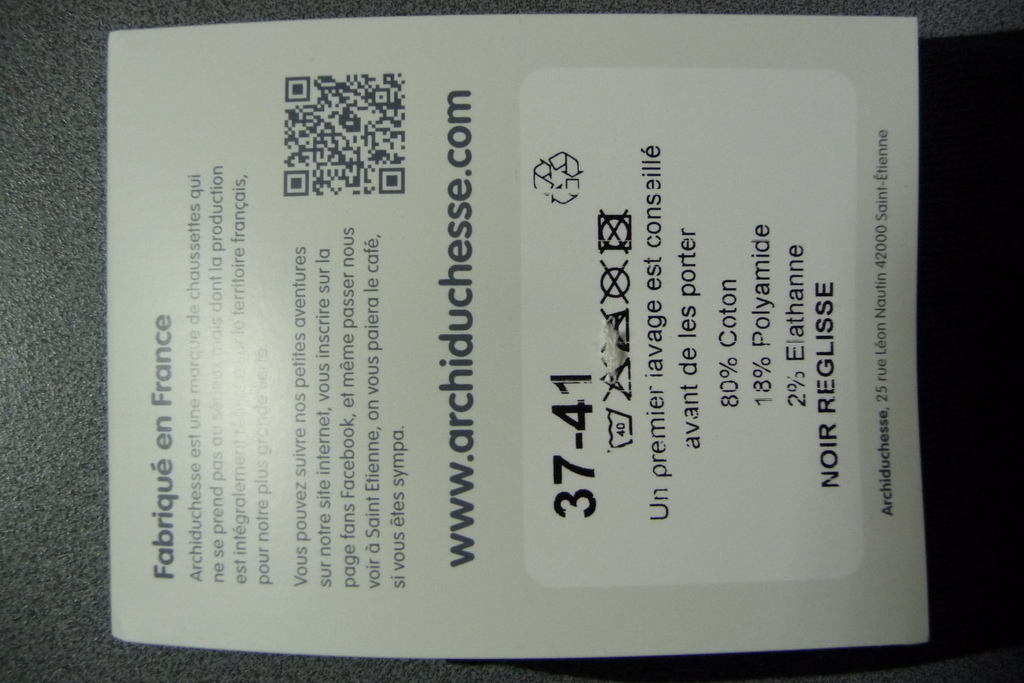 Fabriqué en France
Archiduchesse est une marque de chaussettes qui
ne se prend pas au sérieux mais dont la production
est intégralement sur le territoire français,
pour notre plus grande
Vous pouvez suivre nos petites aventures
sur notre site internet, vous inscrire sur la
page fans Facebook, et même passer nous
voir à Saint Etienne, on vous paiera le café,
si vous êtes sympa.
www.archiduchesse.com
37-41
40
Un premier lavage est conseillé
avant de les porter
80% Coton
18% Polyamide
2% Elathanne
NOIR REGLISSE
Archiduchesse, 25 rue Léon Nautin 42000 Saint-Étienne